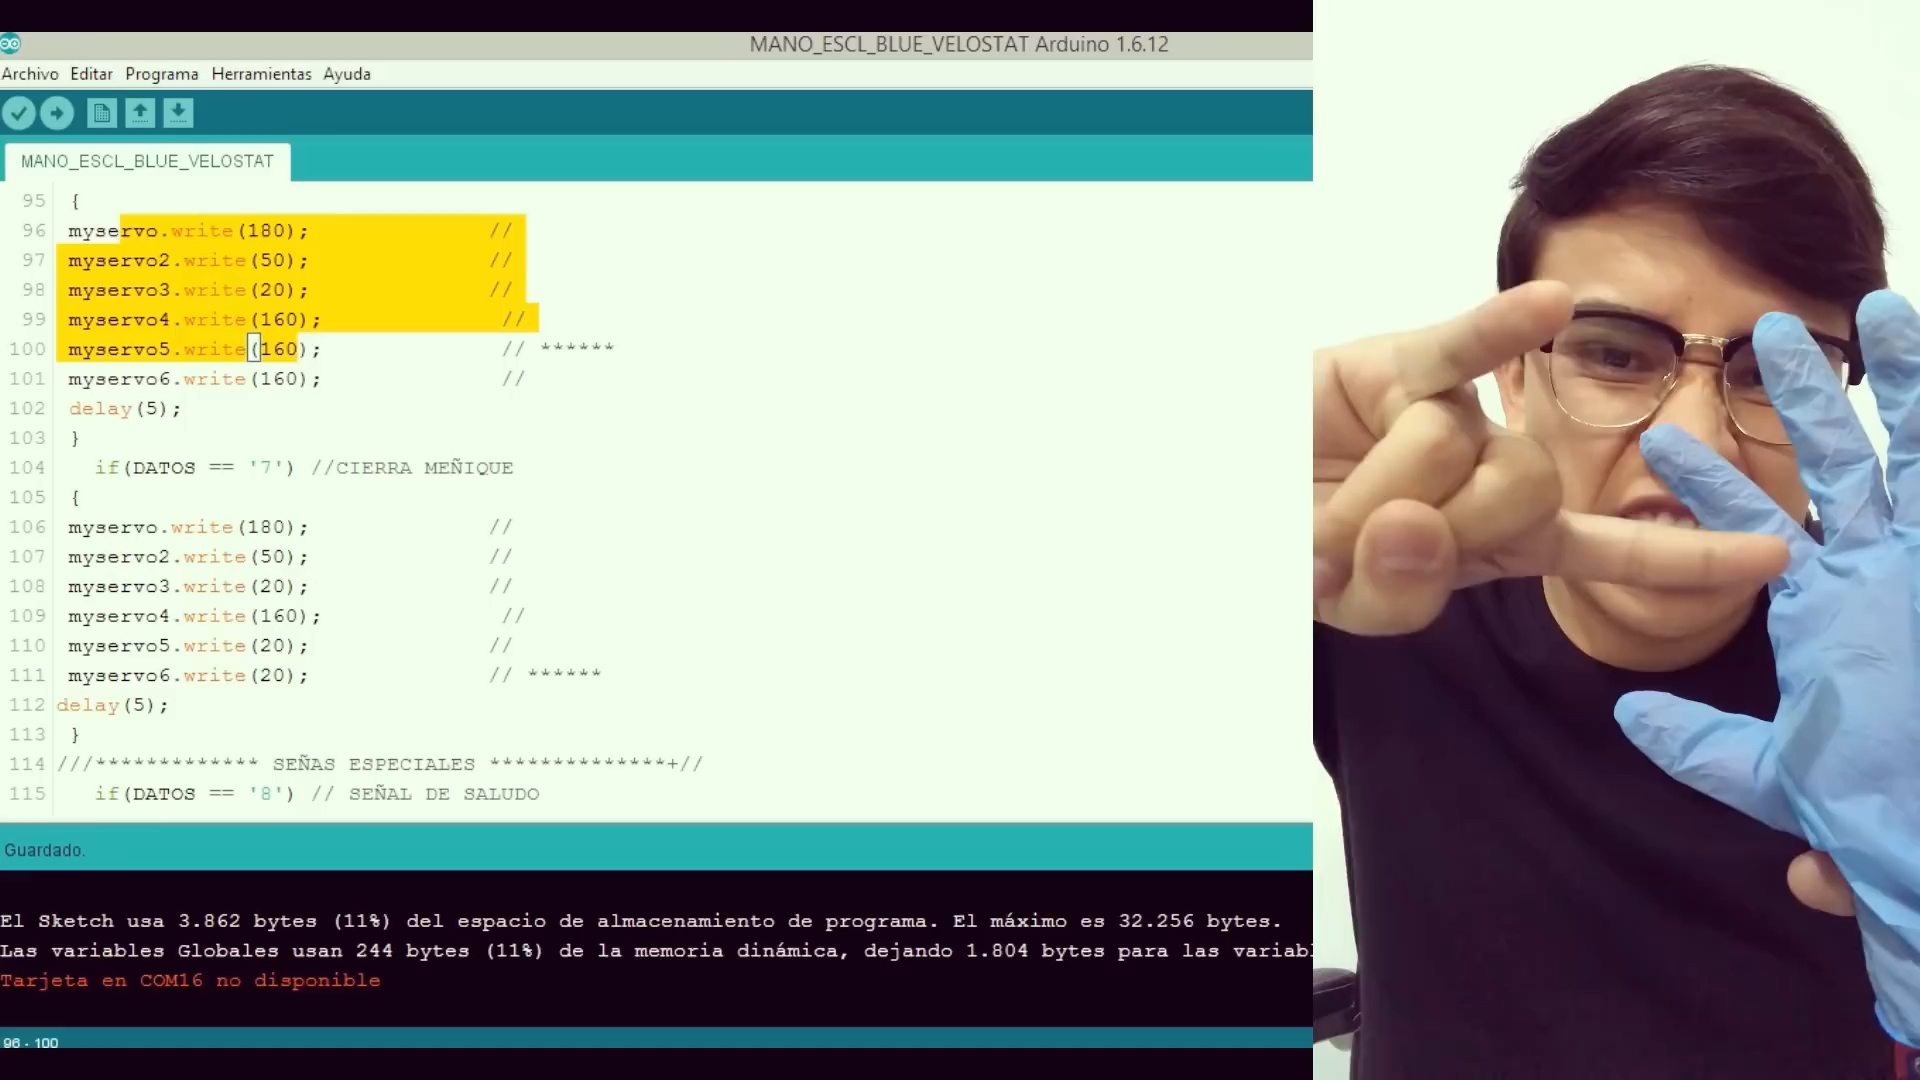 MANO_ESCL_BLUE_VELOSTAT Arduino 1.6.12
Archivo Editar Programa Herramientas Ayuda
MANO_ESCL_BLUE_VELOSTAT
95 {
96 myservo.write(180); //
97 myservo2.write(50); //
98 myservo3.write(20); //
99 myservo4.write(160); //
100 myservo5.write(160); // ******
101 myservo6.write(160); //
102 delay(5);
103 }
104 if(DATOS == '7') //CIERRA MEÑIQUE
105 {
106 myservo.write(180); //
107 myservo2.write(50); //
108 myservo3.write(20); //
109 myservo4.write(160); //
110 myservo5.write(20); //
111 myservo6.write(20); // ******
112 delay(5);
113 }
114 ///************* SEÑAS ESPECIALES **************+//
115 if(DATOS == '8') // SEÑAL DE SALUDO
Guardado.
El Sketch usa 3.862 bytes (11%) del espacio de almacenamiento de programa. El máximo es 32.256 bytes.
Las variables Globales usan 244 bytes (11%) de la memoria dinámica, dejando 1.804 bytes para las variabl
Tarjeta en COM16 no disponible
96 - 100